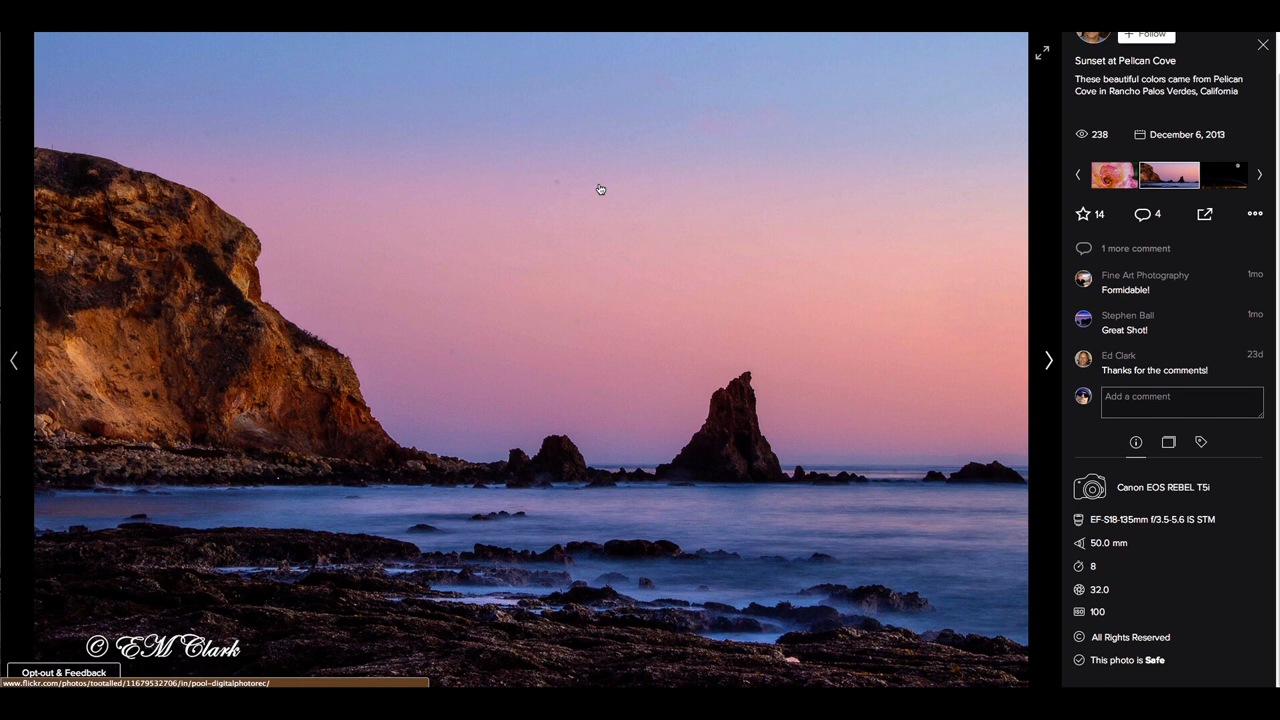 Follow
Sunset at Pelican Cove
These beautiful colors came from Pelican
Cove in Rancho Palos Verdes, California
238
December 6, 2013
14
4
1 more comment
Fine Art Photography
1mo
Formidable!
Stephen Ball
1mo
Great Shot!
Ed Clark
23d
Thanks for the comments!
Add a comment
Canon EOS REBEL T5i
EF-S18-135mm f/3.5-5.6 IS STM
50.0 mm
8
32.0
ISO
100
© All Rights Reserved
This photo is Safe
© EM Clark
Opt-out & Feedback
www.flickr.com/photos/tootalled/11679532706/in/pool-digitalphotorec/